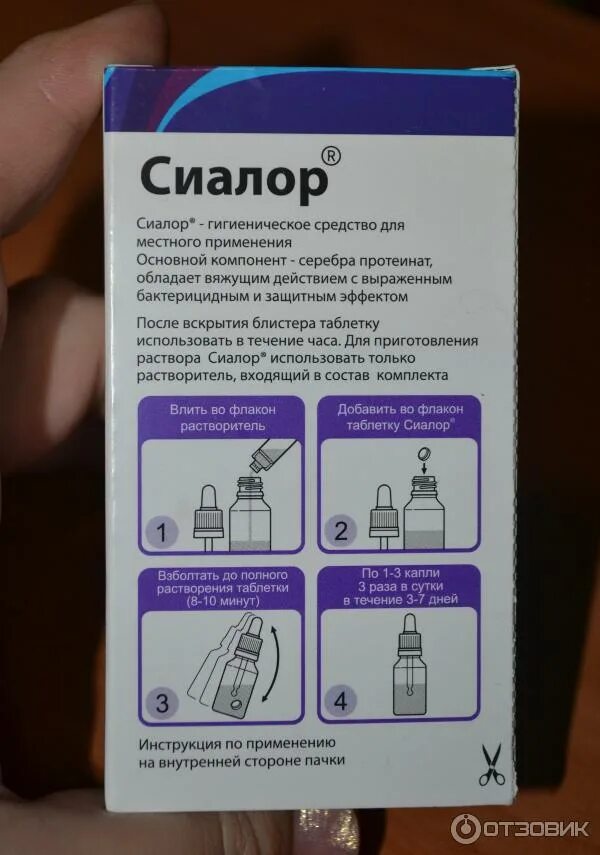 Сиалор®
Сиалор® - гигиеническое средство для
местного применения
Основной компонент - серебра протеинат,
обладает вяжущим действием с выраженным
бактерицидным и защитным эффектом
После вскрытия блистера таблетку
использовать в течение часа. Для приготовления
раствора Сиалор® использовать только
растворитель, входящий в состав комплекта
Влить во флакон
растворитель
1
Добавить во флакон
таблетку Сиалор®
2
Взболтать до полного
растворения таблетки
(8-10 минут)
3
По 1-3 капли
3 раза в сутки
в течение 3-7 дней
4
Инструкция по применению
на внутренней стороне пачки
ОТЗОВИК